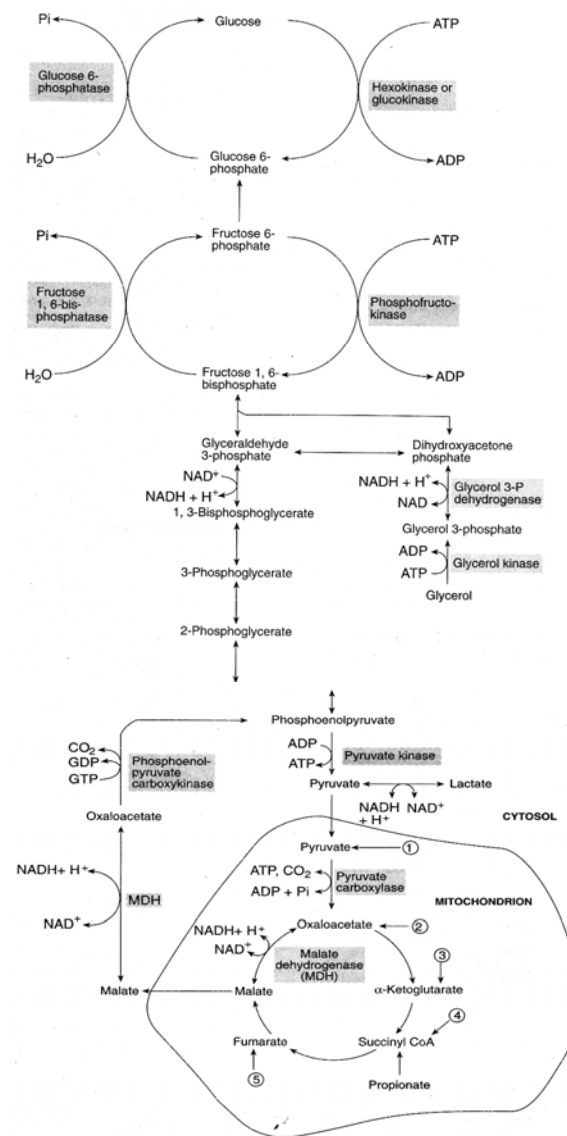 Pi
Glucose
ATP
Glucose 6-
phosphatase
Hexokinase or
glucokinase
H2O
Glucose 6-
phosphate
ADP
Pi
Fructose 6-
phosphate
ATP
Fructose
1, 6-bis-
phosphatase
Phosphofructo-
kinase
H2O
Fructose 1, 6-
bisphosphate
ADP
Glyceraldehyde
3-phosphate
Dihydroxyacetone
phosphate
NAD+
NADH + H+
1, 3-Bisphosphoglycerate
NADH + H+
NAD
Glycerol 3-P
dehydrogenase
Glycerol 3-phosphate
3-Phosphoglycerate
ADP
ATP
Glycerol kinase
Glycerol
2-Phosphoglycerate
Phosphoenolpyruvate
CO2
GDP
GTP
Phosphoenol-
pyruvate
carboxykinase
ADP
ATP
Pyruvate kinase
Pyruvate
Lactate
NADH
+ H+
NAD+
Oxaloacetate
CYTOSOL
Pyruvate
1
ATP, CO2
ADP + Pi
Pyruvate
carboxylase
MITOCHONDRION
NADH+ H+
NAD+
MDH
NADH+ H+
NAD+
Oxaloacetate
2
Malate
dehydrogenase
(MDH)
3
Malate
Malate
α-Ketoglutarate
4
Fumarate
Succinyl CoA
5
Propionate